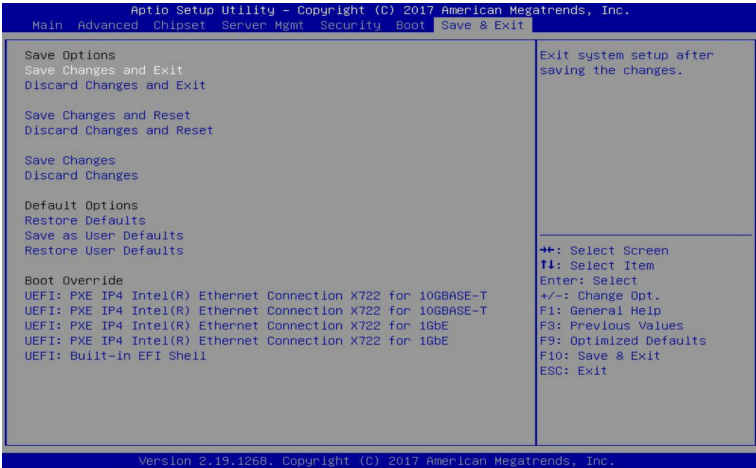 Aptio Setup Utility – Copyright (C) 2017 American Megatrends, Inc.
Main Advanced Chipset Server Mgmt Security Boot Save & Exit
Save Options
Save Changes and Exit
Discard Changes and Exit
Save Changes and Reset
Discard Changes and Reset
Save Changes
Discard Changes
Default Options
Restore Defaults
Save as User Defaults
Restore User Defaults
Boot Override
UEFI: PXE IP4 Intel(R) Ethernet Connection X722 for 10GBASE-T
UEFI: PXE IP4 Intel(R) Ethernet Connection X722 for 10GBASE-T
UEFI: PXE IP4 Intel(R) Ethernet Connection X722 for 1GbE
UEFI: PXE IP4 Intel(R) Ethernet Connection X722 for 1GbE
UEFI: Built-in EFI Shell
Exit system setup after
saving the changes.
→←: Select Screen
↑↓: Select Item
Enter: Select
+/-: Change Opt.
F1: General Help
F3: Previous Values
F9: Optimized Defaults
F10: Save & Exit
ESC: Exit
Version 2.19.1268. Copyright (C) 2017 American Megatrends, Inc.